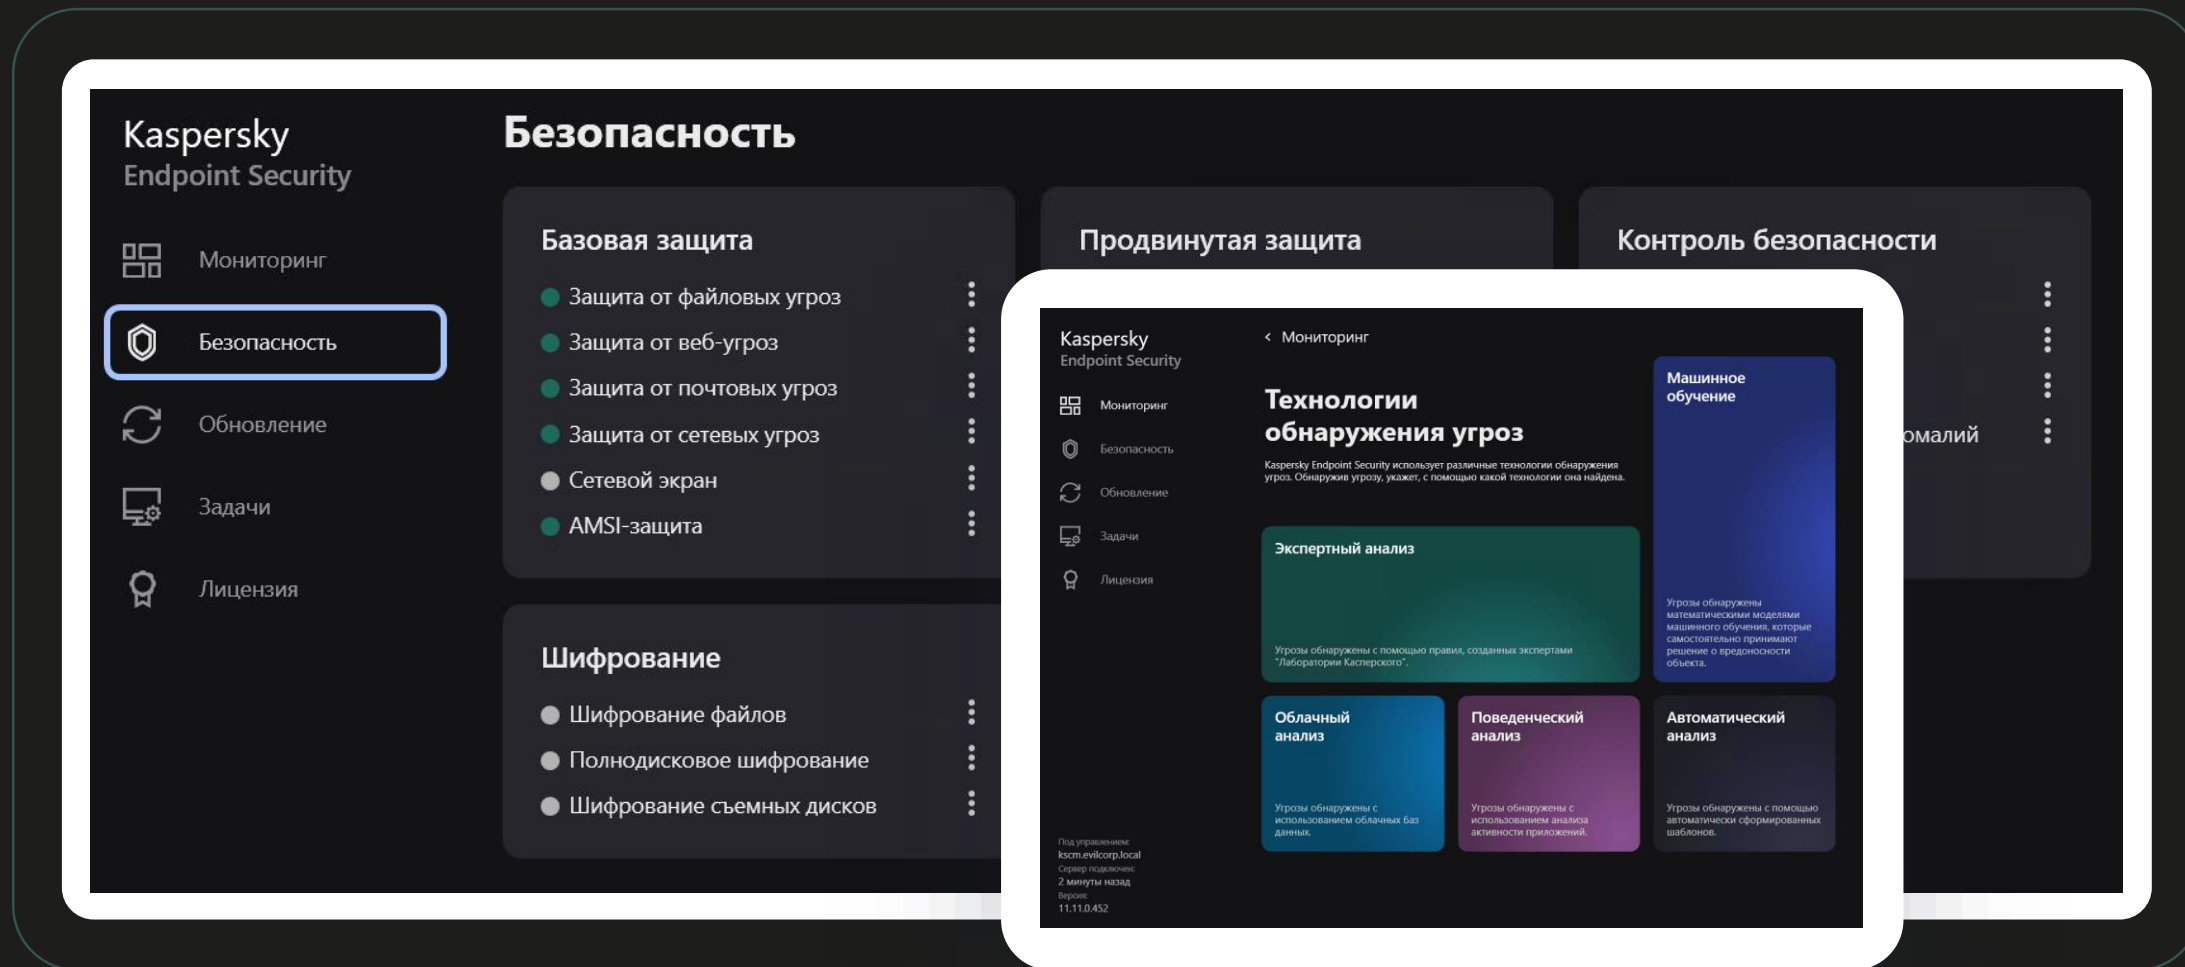 Kaspersky
Endpoint Security
Мониторинг
Безопасность
Обновление
Задачи
Лицензия
Безопасность
Базовая защита
Защита от файловых угроз
Защита от веб-угроз
Защита от почтовых угроз
Защита от сетевых угроз
Сетевой экран
AMSI-защита
Шифрование
Шифрование файлов
Полнодисковое шифрование
Шифрование съемных дисков
Продвинутая защита
Контроль безопасности
омалий
Kaspersky
Endpoint Security
Мониторинг
Безопасность
Обновление
Задачи
Лицензия
Под управлением:
kscm.evilcorp.local
Сервер подключен:
2 минуты назад
Версия:
11.11.0.452
< Мониторинг
Технологии
обнаружения угроз
Kaspersky Endpoint Security использует различные технологии обнаружения
угроз. Обнаружив угрозу, укажет, с помощью какой технологии она найдена.
Экспертный анализ
Угрозы обнаружены с помощью правил, созданных экспертами
"Лаборатории Касперского".
Машинное
обучение
Угрозы обнаружены
математическими моделями
машинного обучения, которые
самостоятельно принимают
решение о вредоносности
объекта.
Облачный
анализ
Угрозы обнаружены с
использованием облачных баз
данных.
Поведенческий
анализ
Угрозы обнаружены с
использованием анализа
активности приложений.
Автоматический
анализ
Угрозы обнаружены с помощью
автоматически сформированных
шаблонов.